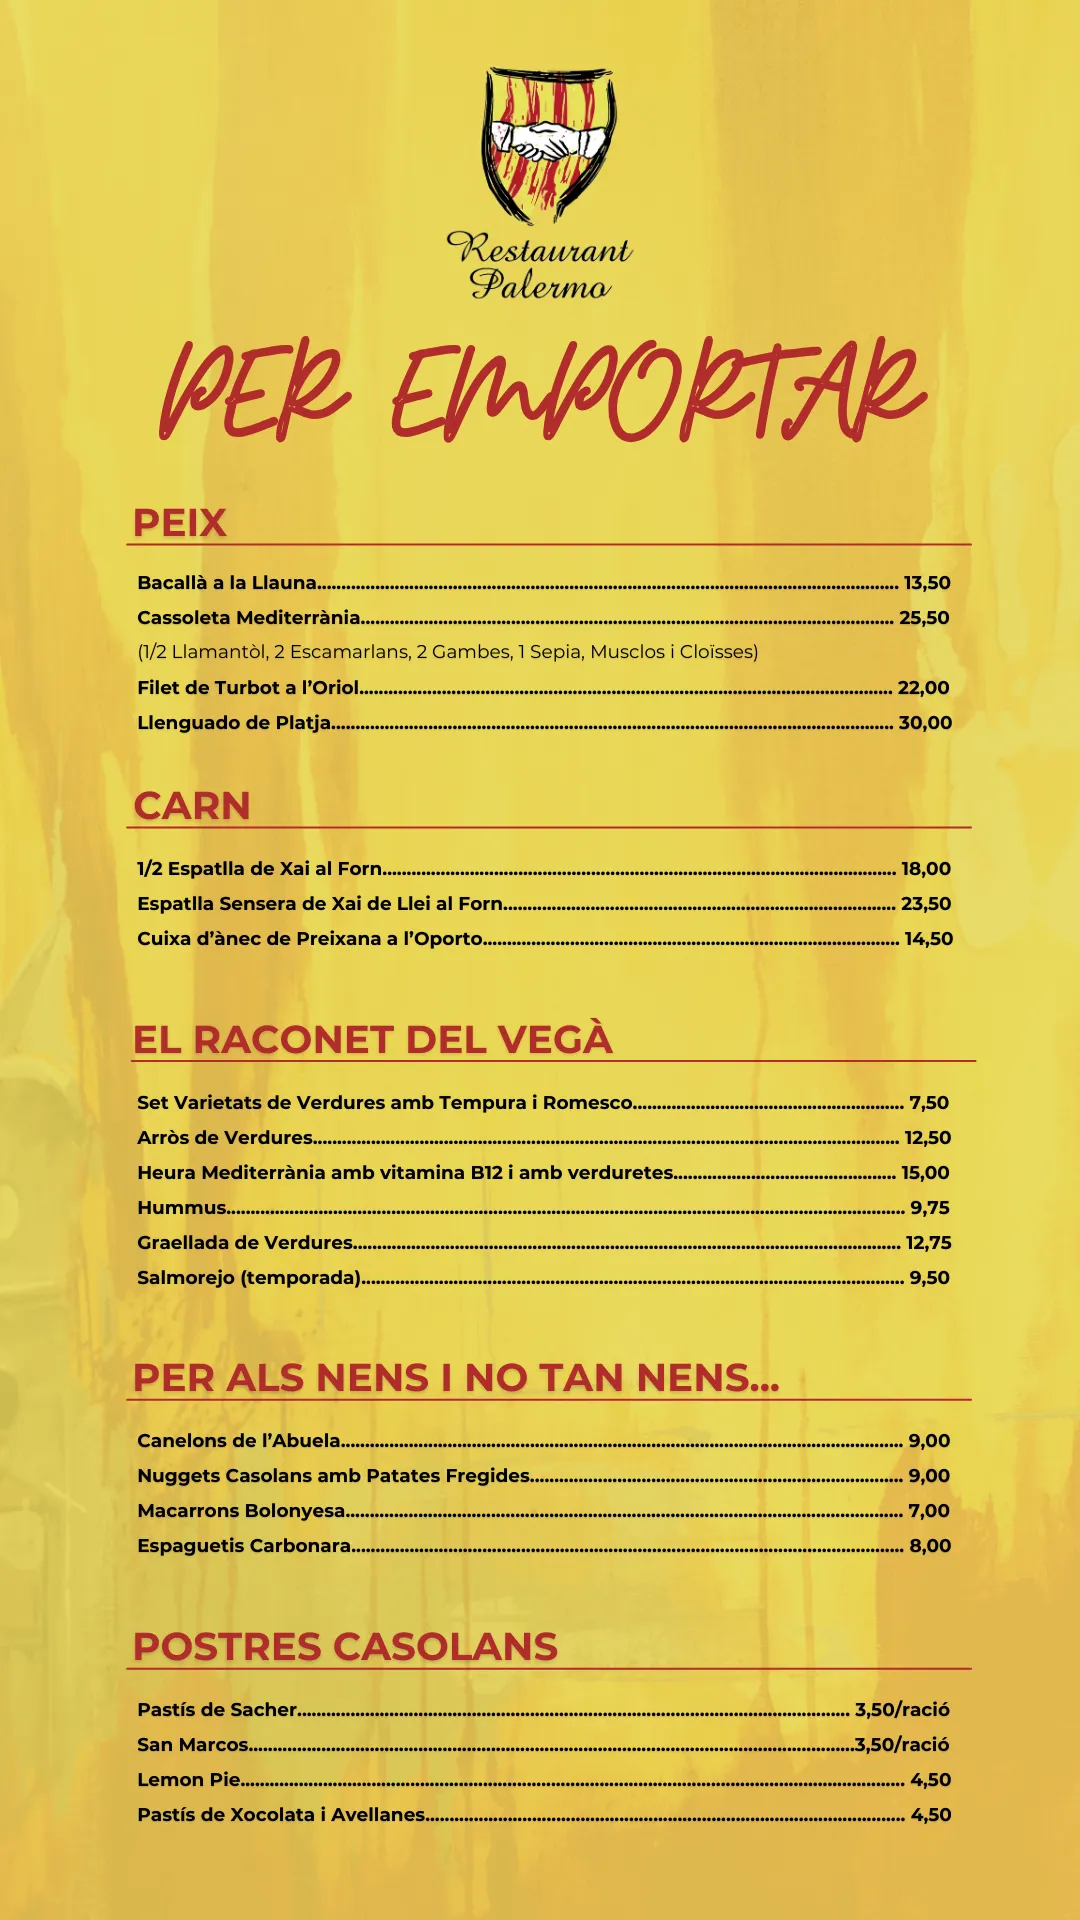 Restaurant
Palermo
PER EMPORTAR
PEIX
Bacallà a la Llauna........ 13,50
Cassoleta Mediterrània........ 25,50
(1/2 Llamantòl, 2 Escamarlans, 2 Gambes, 1 Sepia, Musclos i Cloïsses)
Filet de Turbot a l’Oriol........ 22,00
Llenguado de Platja........ 30,00
CARN
1/2 Espatlla de Xai al Forn........ 18,00
Espatlla Sensera de Xai de Llei al Forn........ 23,50
Cuixa d’ànec de Preixana a l’Oporto........ 14,50
EL RACONET DEL VEGÀ
Set Varietats de Verdures amb Tempura i Romesco........ 7,50
Arròs de Verdures........ 12,50
Heura Mediterrània amb vitamina B12 i amb verduretes........ 15,00
Hummus........ 9,75
Graellada de Verdures........ 12,75
Salmorejo (temporada)........ 9,50
PER ALS NENS I NO TAN NENS...
Canelons de l’Abuela........ 9,00
Nuggets Casolans amb Patates Fregides........ 9,00
Macarrons Bolonyesa........ 7,00
Espaguetis Carbonara........ 8,00
POSTRES CASOLANS
Pastís de Sacher........ 3,50/ració
San Marcos........3,50/ració
Lemon Pie........ 4,50
Pastís de Xocolata i Avellanes........ 4,50